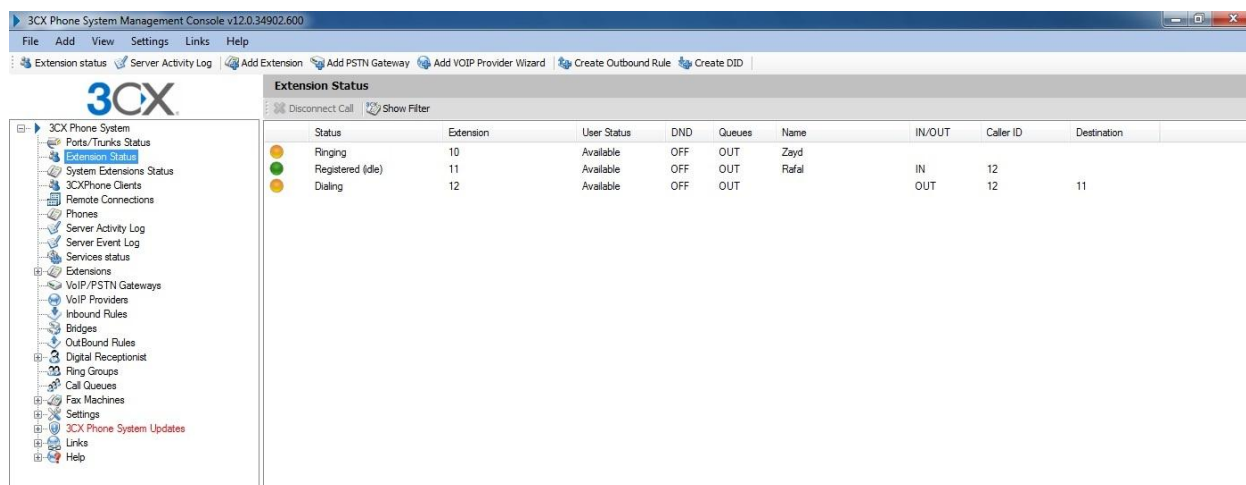 3CX Phone System Management Console v12.0.34902.600
File Add View Settings Links Help
Extension status Server Activity Log Add Extension Add PSTN Gateway Add VOIP Provider Wizard Create Outbound Rule Create DID
3CX
Extension Status
Disconnect Call Show Filter
3CX Phone System
Ports/Trunks Status
Extension Status
System Extensions Status
3CXPhone Clients
Remote Connections
Phones
Server Activity Log
Server Event Log
Services status
Extensions
VoIP/PSTN Gateways
VoIP Providers
Inbound Rules
Bridges
OutBound Rules
Digital Receptionist
Ring Groups
Call Queues
Fax Machines
Settings
3CX Phone System Updates
Links
Help
Status Extension User Status DND Queues Name IN/OUT Caller ID Destination
Ringing 10 Available OFF OUT Zayd
Registered (idle) 11 Available OFF OUT Rafal IN 12
Dialing 12 Available OFF OUT OUT 12 11